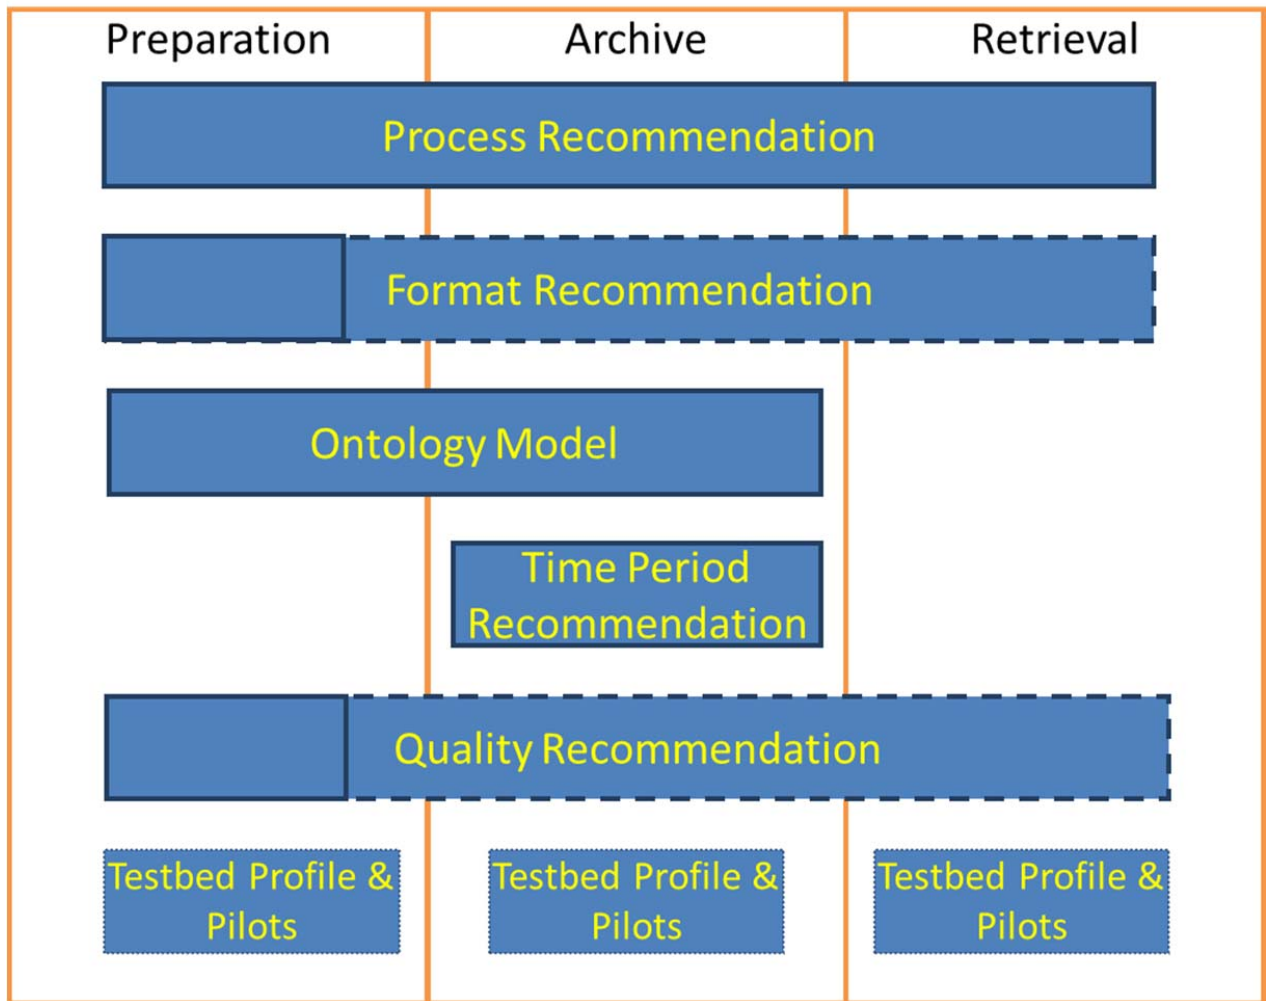 Preparation
Archive
Retrieval
Process Recommendation
Format Recommendation
Ontology Model
Time Period
Recommendation
Quality Recommendation
Testbed Profile &
Pilots
Testbed Profile &
Pilots
Testbed Profile &
Pilots